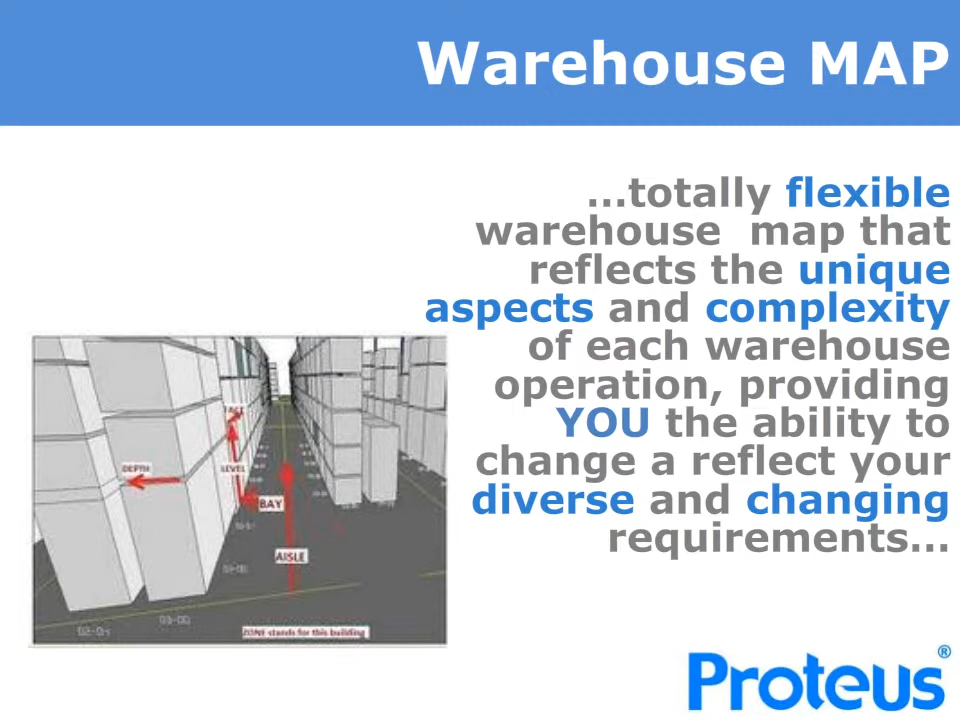 Warehouse MAP
...totally flexible
warehouse map that
reflects the unique
aspects and complexity
of each warehouse
operation, providing
YOU the ability to
change a reflect your
diverse and changing
requirements...
DEPTH
LEVEL
BAY
AISLE
ZONE stands for this building
Proteus®